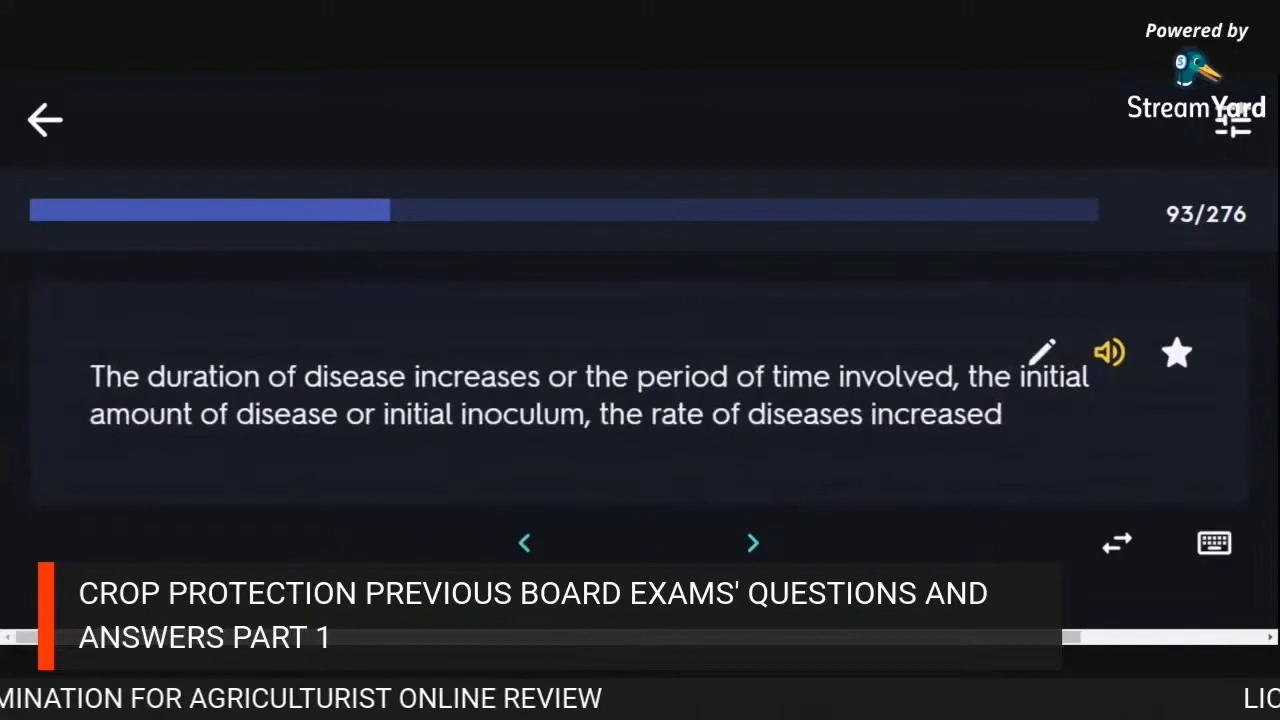 Powered by
StreamYard
93/276
The duration of disease increases or the period of time involved, the initial
amount of disease or initial inoculum, the rate of diseases increased
CROP PROTECTION PREVIOUS BOARD EXAMS' QUESTIONS AND
ANSWERS PART 1
MINATION FOR AGRICULTURIST ONLINE REVIEW
LIC